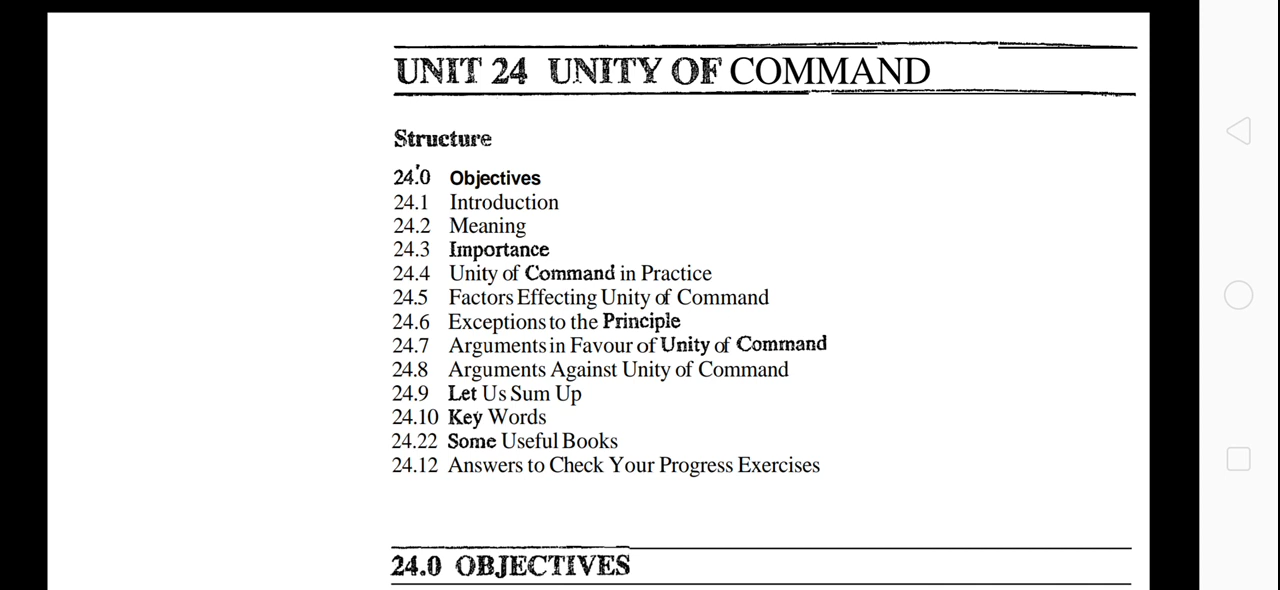 UNIT 24 UNITY OF COMMAND
Structure
24.0 Objectives
24.1 Introduction
24.2 Meaning
24.3 Importance
24.4 Unity of Command in Practice
24.5 Factors Effecting Unity of Command
24.6 Exceptions to the Principle
24.7 Arguments in Favour of Unity of Command
24.8 Arguments Against Unity of Command
24.9 Let Us Sum Up
24.10 Key Words
24.22 Some Useful Books
24.12 Answers to Check Your Progress Exercises
24.0 OBJECTIVES